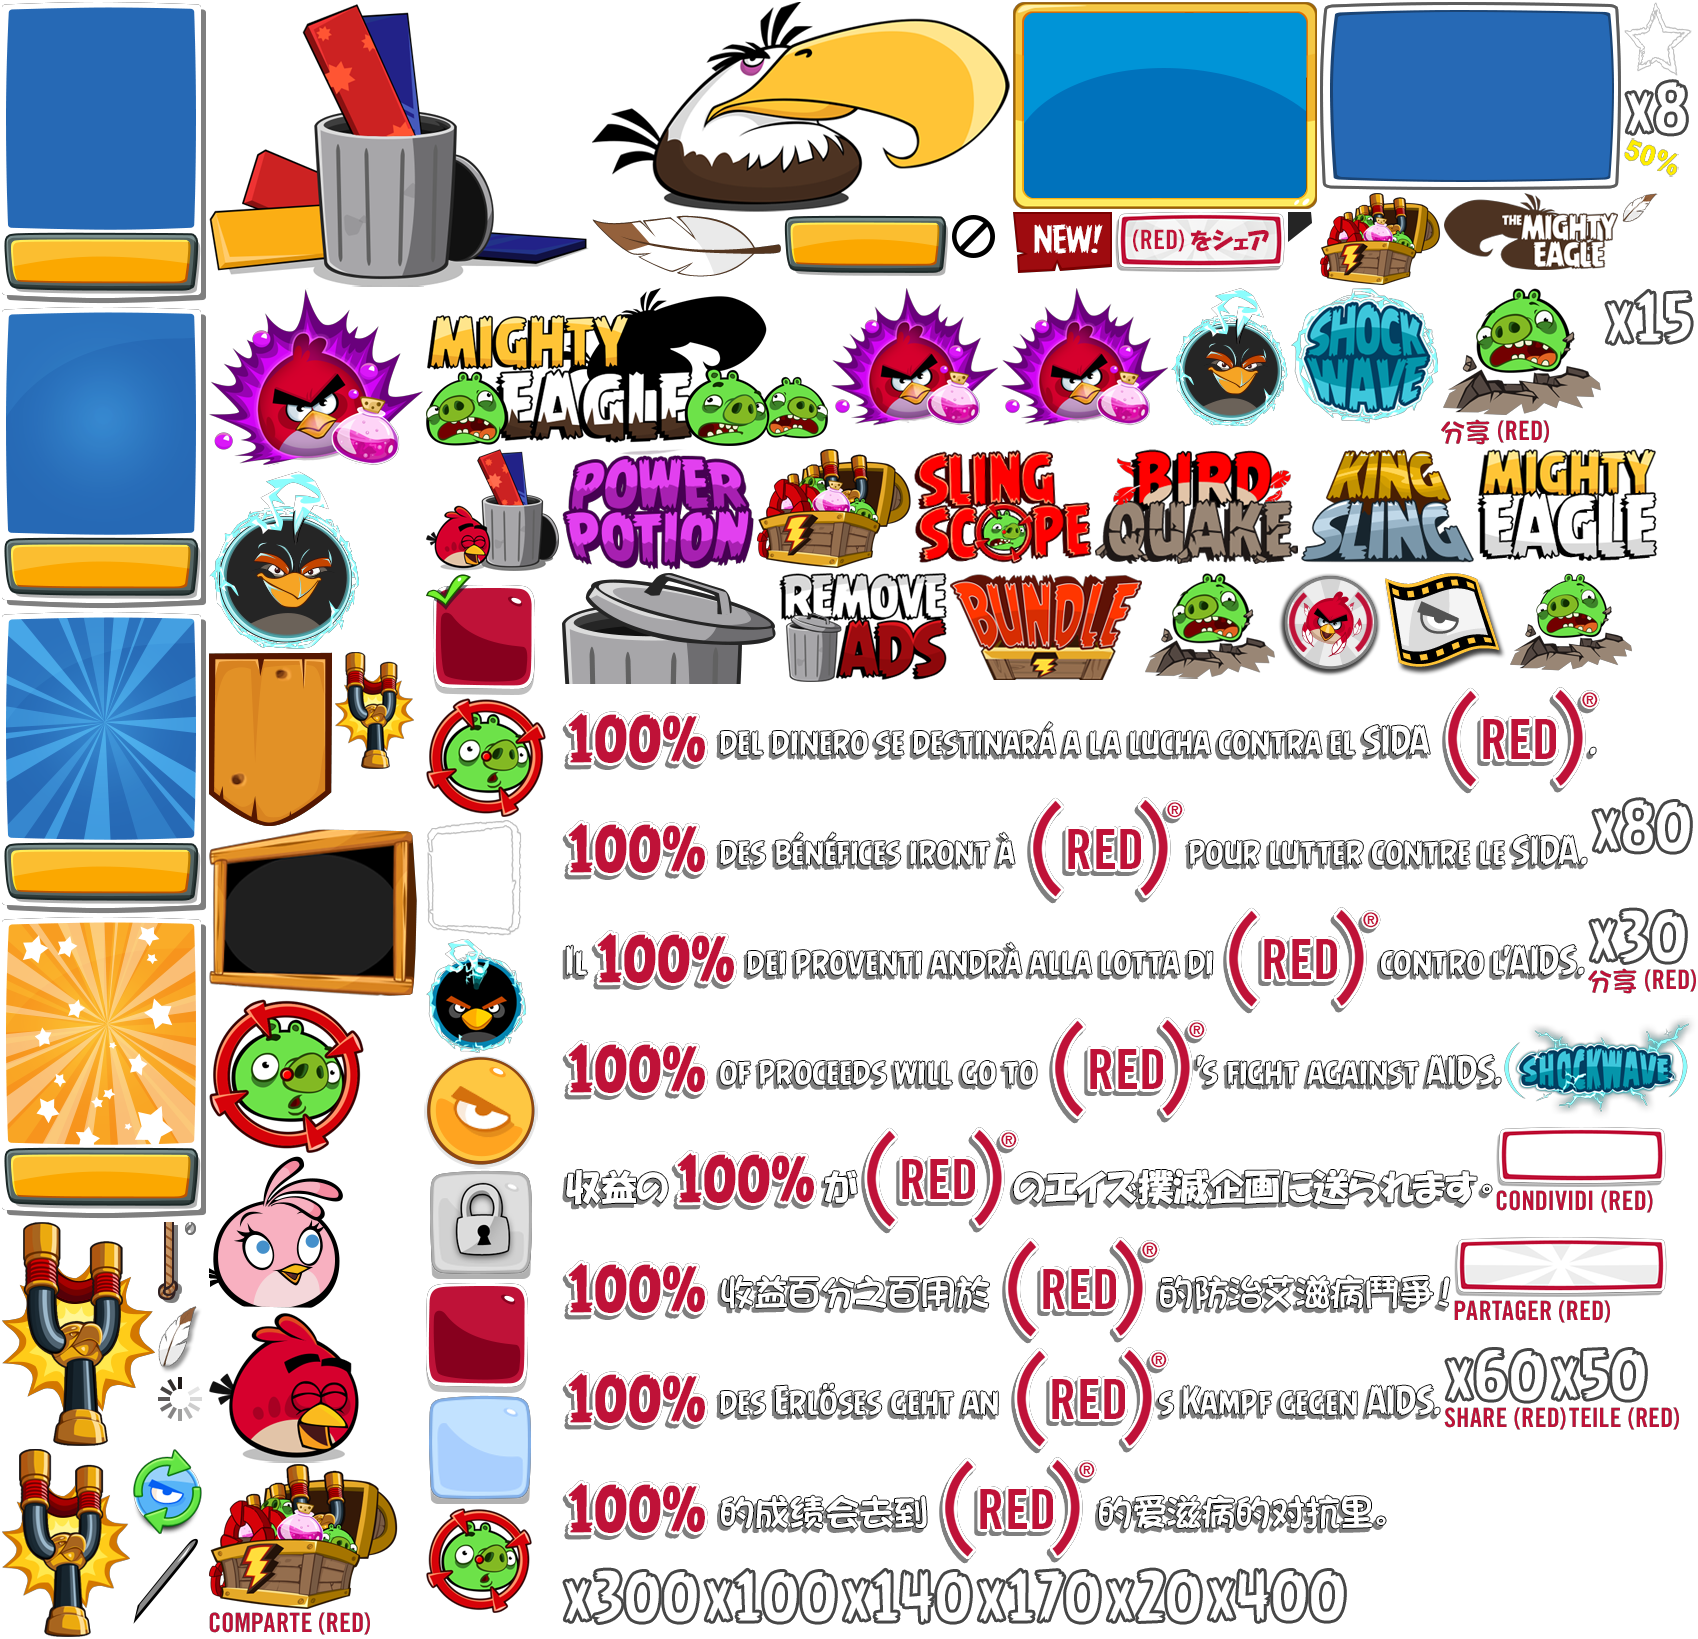 x8
50%
NEW!
(RED) をシェア
THE MIGHTY
EAGLE
MIGHTY
EAGLE
SHOCK
WAVE
x15
分享 (RED)
POWER
POTION
SLING
SCOPE
BIRD
QUAKE
KING
SLING
MIGHTY
EAGLE
REMOVE
ADS
BUNDLE
100% DEL DINERO SE DESTINARÁ A LA LUCHA CONTRA EL SIDA (RED)®.
100% DES BÉNÉFICES IRONT À (RED)® POUR LUTTER CONTRE LE SIDA.
x80
IL 100% DEI PROVENTI ANDRÀ ALLA LOTTA DI (RED)® CONTRO L'AIDS.
x30
分享 (RED)
100% OF PROCEEDS WILL GO TO (RED)®'S FIGHT AGAINST AIDS.
SHOCKWAVE
収益の 100% が (RED)® のエイズ撲滅企画に送られます。
CONDIVIDI (RED)
100% 收益百分之百用於 (RED)® 的防治艾滋病鬥爭!
PARTAGER (RED)
100% DES ERLÖSES GEHT AN (RED)®S KAMPF GEGEN AIDS.
x60 x50
SHARE (RED) TEILE (RED)
100% 的成绩会去到 (RED)® 的爱滋病的对抗里。
x300 x100 x140 x170 x20 x400
COMPARTE (RED)